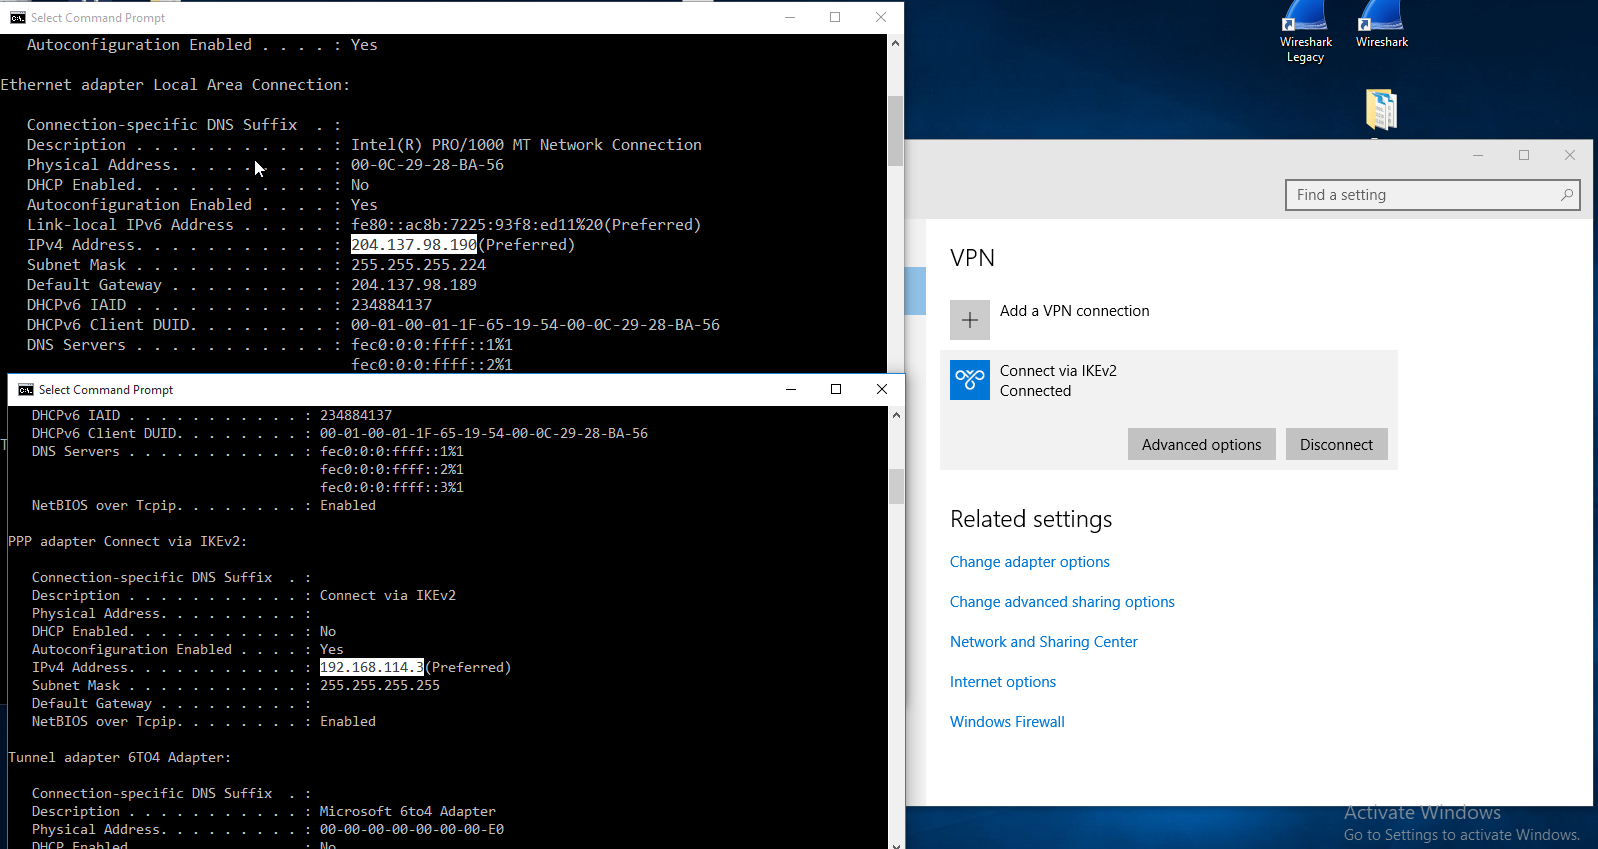 Select Command Prompt
Autoconfiguration Enabled . . . . : Yes
Ethernet adapter Local Area Connection:
Connection-specific DNS Suffix  . :
Description . . . . . . . . . . . : Intel(R) PRO/1000 MT Network Connection
Physical Address. . . . . . . . . : 00-0C-29-28-BA-56
DHCP Enabled. . . . . . . . . . . : No
Autoconfiguration Enabled . . . . : Yes
Link-local IPv6 Address . . . . . : fe80::ac8b:7225:93f8:ed11%20(Preferred)
IPv4 Address. . . . . . . . . . . : 204.137.98.190(Preferred)
Subnet Mask . . . . . . . . . . . : 255.255.255.224
Default Gateway . . . . . . . . . : 204.137.98.189
DHCPv6 IAID . . . . . . . . . . . : 234884137
DHCPv6 Client DUID. . . . . . . . : 00-01-00-01-1F-65-19-54-00-0C-29-28-BA-56
DNS Servers . . . . . . . . . . . : fec0:0:0:ffff::1%1
fec0:0:0:ffff::2%1
Select Command Prompt
DHCPv6 IAID . . . . . . . . . . . : 234884137
DHCPv6 Client DUID. . . . . . . . : 00-01-00-01-1F-65-19-54-00-0C-29-28-BA-56
DNS Servers . . . . . . . . . . . : fec0:0:0:ffff::1%1
fec0:0:0:ffff::2%1
fec0:0:0:ffff::3%1
NetBIOS over Tcpip. . . . . . . . : Enabled
PPP adapter Connect via IKEv2:
Connection-specific DNS Suffix  . :
Description . . . . . . . . . . . : Connect via IKEv2
Physical Address. . . . . . . . . :
DHCP Enabled. . . . . . . . . . . : No
Autoconfiguration Enabled . . . . : Yes
IPv4 Address. . . . . . . . . . . : 192.168.114.3(Preferred)
Subnet Mask . . . . . . . . . . . : 255.255.255.255
Default Gateway . . . . . . . . . :
NetBIOS over Tcpip. . . . . . . . : Enabled
Tunnel adapter 6TO4 Adapter:
Connection-specific DNS Suffix  . :
Description . . . . . . . . . . . : Microsoft 6to4 Adapter
Physical Address. . . . . . . . . : 00-00-00-00-00-00-00-E0
DHCP Enabled. . . . . . . . . . . : No
Wireshark Legacy
Wireshark
Find a setting
VPN
Add a VPN connection
Connect via IKEv2
Connected
Advanced options
Disconnect
Related settings
Change adapter options
Change advanced sharing options
Network and Sharing Center
Internet options
Windows Firewall
Activate Windows
Go to Settings to activate Windows.